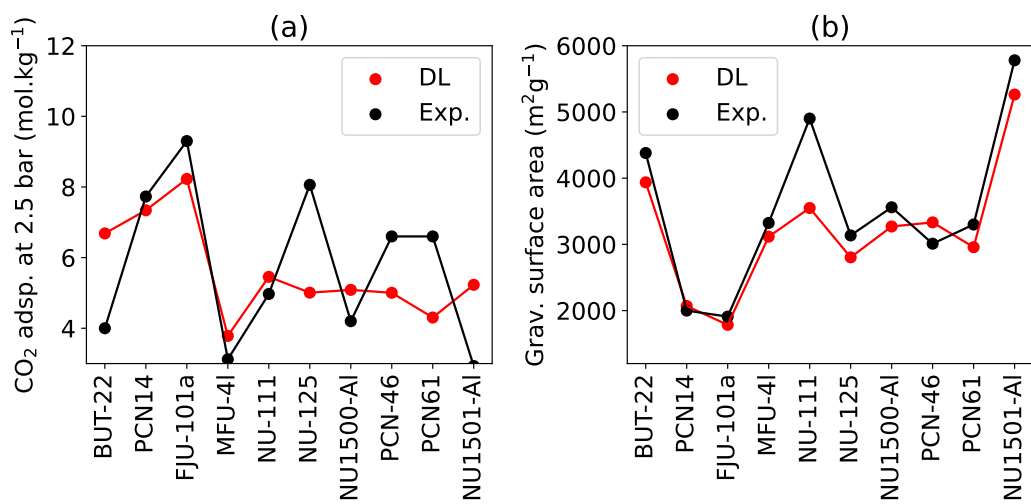 (a)
CO₂ adsp. at 2.5 bar (mol.kg⁻¹)
12
10
8
6
4
DL
Exp.
BUT-22
PCN14
FJU-101a
MFU-4l
NU-111
NU-125
NU1500-Al
PCN-46
PCN61
NU1501-Al
(b)
Grav. surface area (m²g⁻¹)
6000
5000
4000
3000
2000
DL
Exp.
BUT-22
PCN14
FJU-101a
MFU-4l
NU-111
NU-125
NU1500-Al
PCN-46
PCN61
NU1501-Al